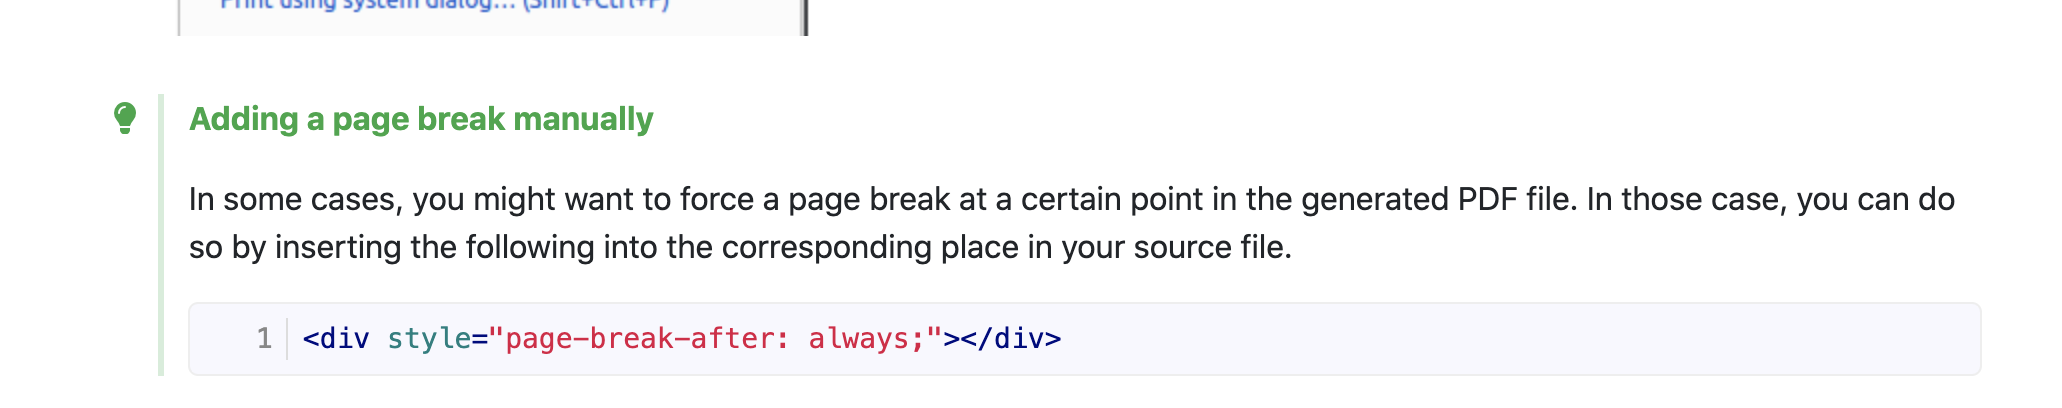 Print using system dialog... (Shift+Ctrl+P)
Adding a page break manually
In some cases, you might want to force a page break at a certain point in the generated PDF file. In those case, you can do
so by inserting the following into the corresponding place in your source file.
1 <div style="page-break-after: always;"></div>